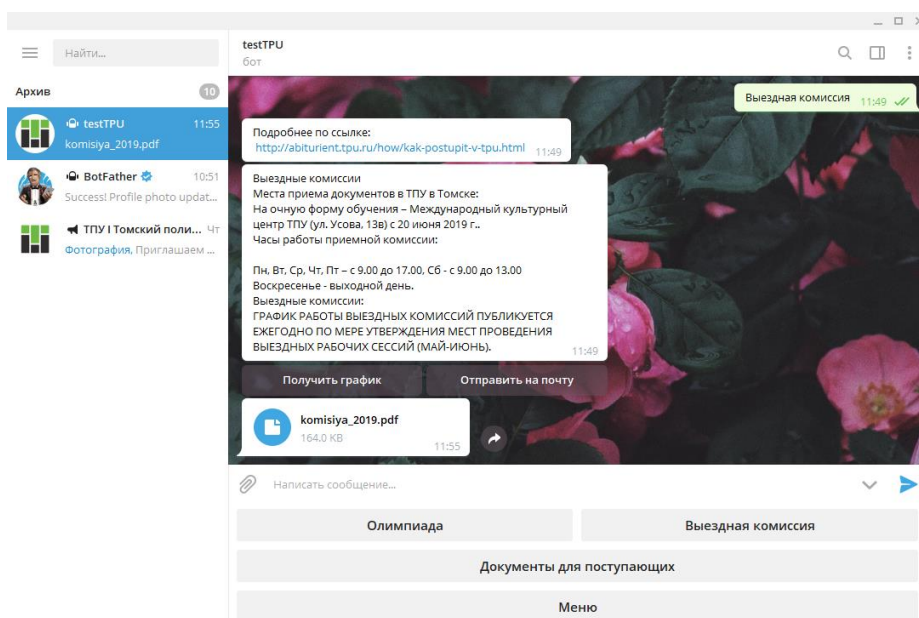 Найти...
Архив
10
testTPU
11:55
komisiya_2019.pdf
BotFather
10:51
Success! Profile photo updat...
ТПУ I Томский поли...
Чт
Фотография, Приглашаем ...
testTPU
бот
Выездная комиссия
11:49
Подробнее по ссылке:
http://abiturient.tpu.ru/how/kak-postupit-v-tpu.html
11:49
Выездные комиссии
Места приема документов в ТПУ в Томске:
На очную форму обучения – Международный культурный
центр ТПУ (ул. Усова, 13в) с 20 июня 2019 г..
Часы работы приемной комиссии:
Пн, Вт, Ср, Чт, Пт – с 9.00 до 17.00, Сб - с 9.00 до 13.00
Воскресенье - выходной день.
Выездные комиссии:
ГРАФИК РАБОТЫ ВЫЕЗДНЫХ КОМИССИЙ ПУБЛИКУЕТСЯ
ЕЖЕГОДНО ПО МЕРЕ УТВЕРЖДЕНИЯ МЕСТ ПРОВЕДЕНИЯ
ВЫЕЗДНЫХ РАБОЧИХ СЕССИЙ (МАЙ-ИЮНЬ).
11:49
Получить график
Отправить на почту
komisiya_2019.pdf
164.0 KB
11:55
Написать сообщение...
Олимпиада
Выездная комиссия
Документы для поступающих
Меню